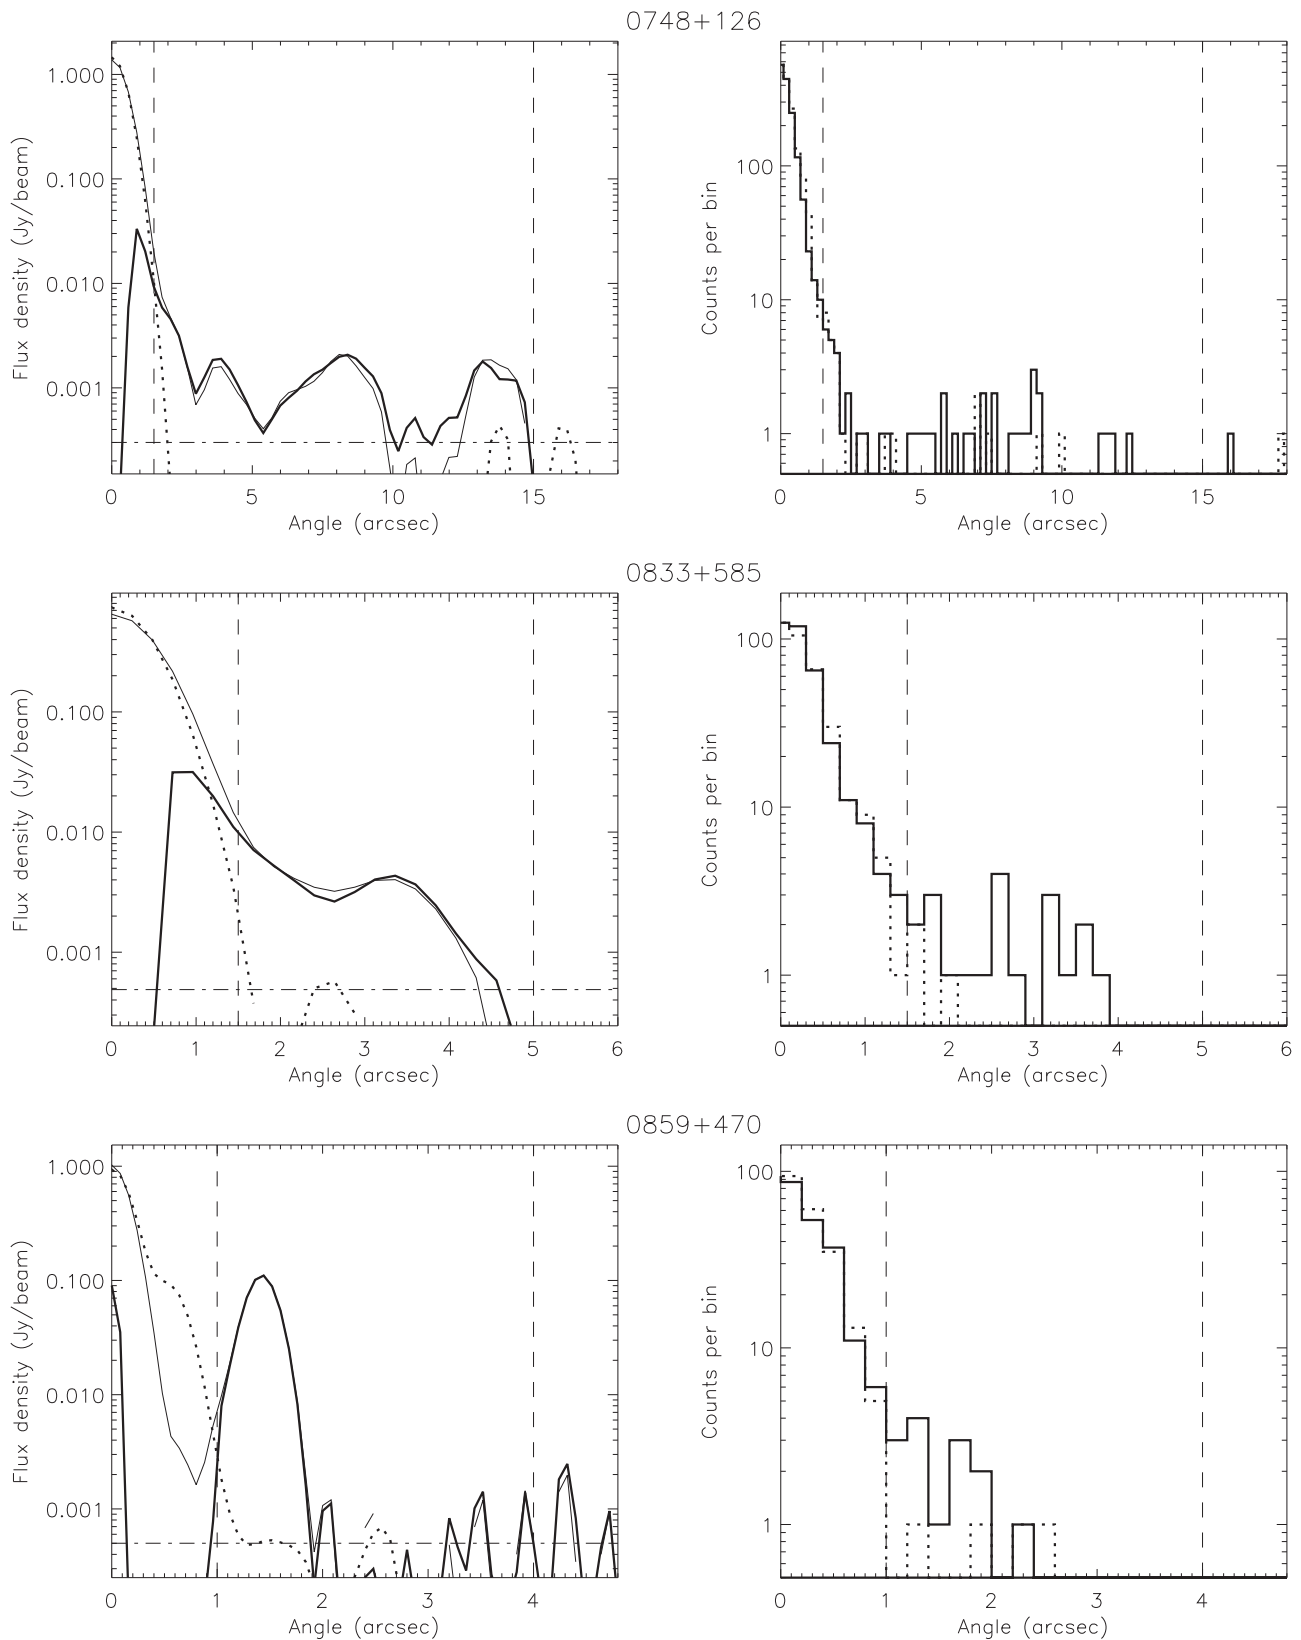 0748+126
Flux density (Jy/beam)
1.000
0.100
0.010
0.001
0 5 10 15
Angle (arcsec)
Counts per bin
100
10
1
0 5 10 15
Angle (arcsec)
0833+585
Flux density (Jy/beam)
0.100
0.010
0.001
0 1 2 3 4 5 6
Angle (arcsec)
Counts per bin
100
10
1
0 1 2 3 4 5 6
Angle (arcsec)
0859+470
Flux density (Jy/beam)
1.000
0.100
0.010
0.001
0 1 2 3 4
Angle (arcsec)
Counts per bin
100
10
1
0 1 2 3 4
Angle (arcsec)